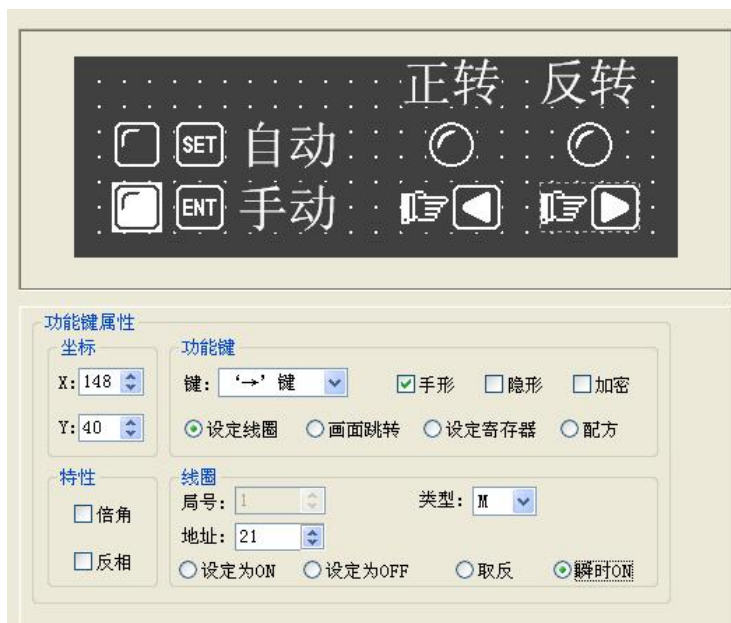 正转 反转
SET 自动
ENT 手动
功能键属性
坐标
X: 148
Y: 40
功能键
键: ‘→’键
手形 隐形 加密
设定线圈 画面跳转 设定寄存器 配方
特性
倍角
反相
线圈
局号: 1 类型: M
地址: 21
设定为ON 设定为OFF 取反 瞬时ON